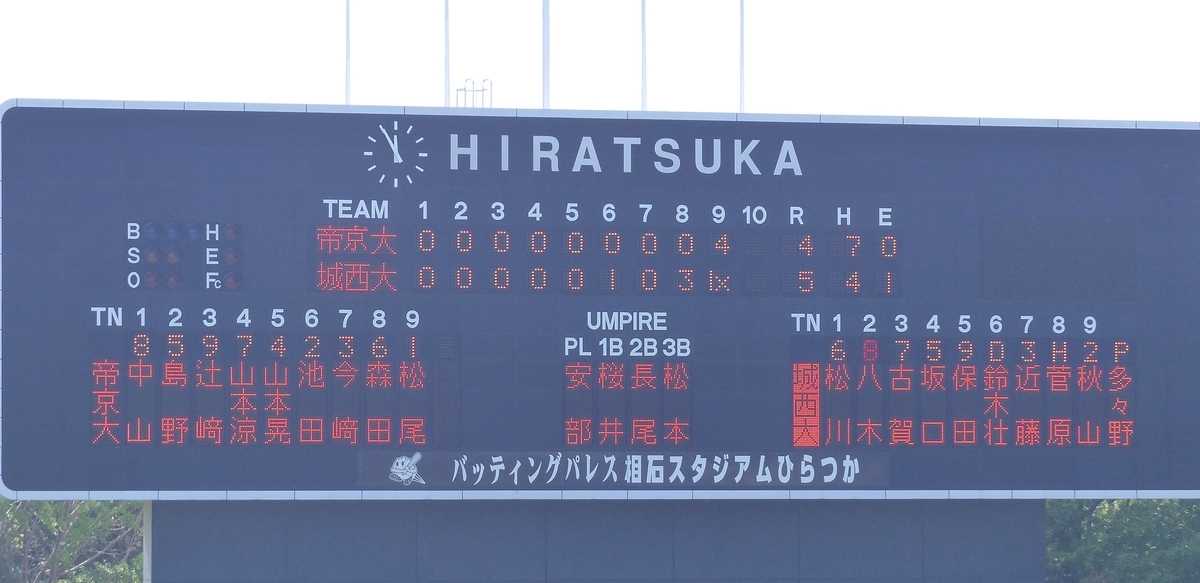 HIRATSUKA
TEAM 1 2 3 4 5 6 7 8 9 10 R H E
帝京大 0 0 0 0 0 0 0 0 4 4 7 0
城西大 0 0 0 0 0 1 0 3 1x 5 4 1
B H
S E
O Fc
TN 1 2 3 4 5 6 7 8 9
8 5 9 7 4 2 3 6 1
帝京大 中山 島野 辻﨑 山本涼 山本晃 池田 今﨑 森田 松尾
UMPIRE
PL 1B 2B 3B
安部 桜井 長尾 松本
TN 1 2 3 4 5 6 7 8 9
6 8 7 5 9 D 3 H 2 P
城西大 松川 八木 古賀 坂口 保田 鈴木壮 近藤 菅原 秋山 多々野
バッティングパレス 相石スタジアムひらつか